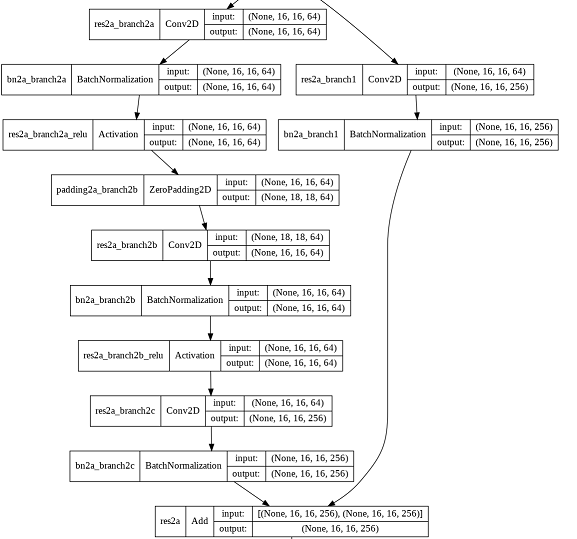 res2a_branch2a Conv2D input: (None, 16, 16, 64)
output: (None, 16, 16, 64)
bn2a_branch2a BatchNormalization input: (None, 16, 16, 64)
output: (None, 16, 16, 64)
res2a_branch1 Conv2D input: (None, 16, 16, 64)
output: (None, 16, 16, 256)
res2a_branch2a_relu Activation input: (None, 16, 16, 64)
output: (None, 16, 16, 64)
bn2a_branch1 BatchNormalization input: (None, 16, 16, 256)
output: (None, 16, 16, 256)
padding2a_branch2b ZeroPadding2D input: (None, 16, 16, 64)
output: (None, 18, 18, 64)
res2a_branch2b Conv2D input: (None, 18, 18, 64)
output: (None, 16, 16, 64)
bn2a_branch2b BatchNormalization input: (None, 16, 16, 64)
output: (None, 16, 16, 64)
res2a_branch2b_relu Activation input: (None, 16, 16, 64)
output: (None, 16, 16, 64)
res2a_branch2c Conv2D input: (None, 16, 16, 64)
output: (None, 16, 16, 256)
bn2a_branch2c BatchNormalization input: (None, 16, 16, 256)
output: (None, 16, 16, 256)
res2a Add input: [(None, 16, 16, 256), (None, 16, 16, 256)]
output: (None, 16, 16, 256)